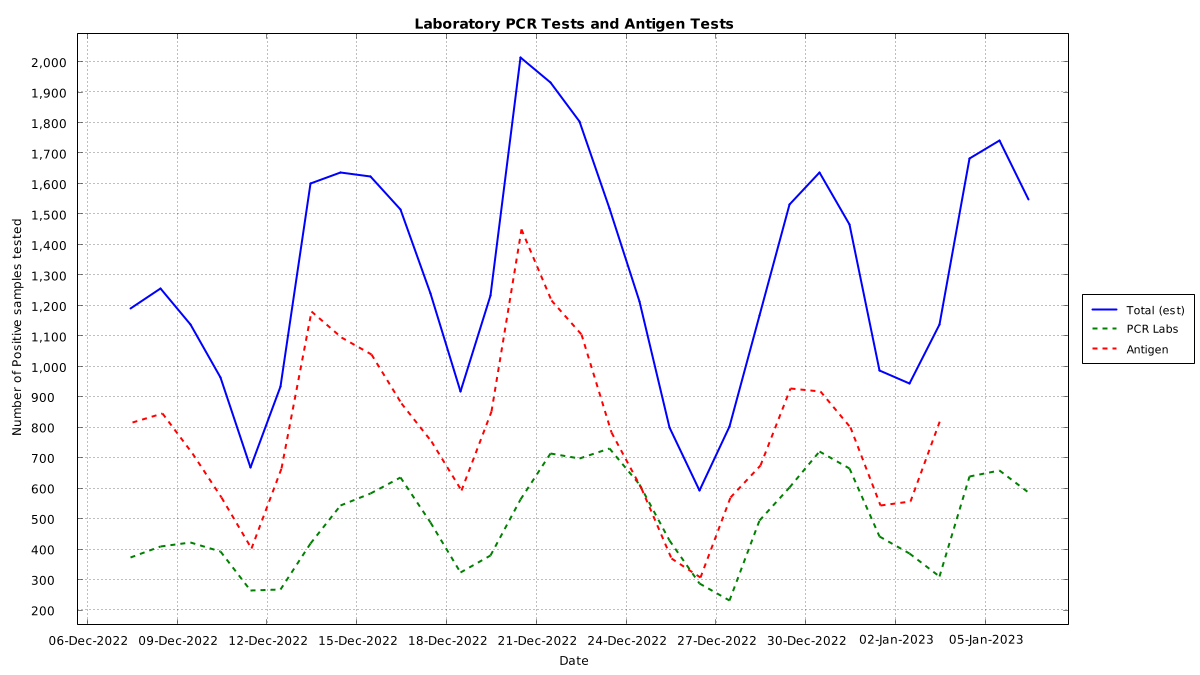 Laboratory PCR Tests and Antigen Tests
Number of Positive samples tested
2,000
1,900
1,800
1,700
1,600
1,500
1,400
1,300
1,200
1,100
1,000
900
800
700
600
500
400
300
200
06-Dec-2022 09-Dec-2022 12-Dec-2022 15-Dec-2022 18-Dec-2022 21-Dec-2022 24-Dec-2022 27-Dec-2022 30-Dec-2022 02-Jan-2023 05-Jan-2023
Date
Total (est)
PCR Labs
Antigen